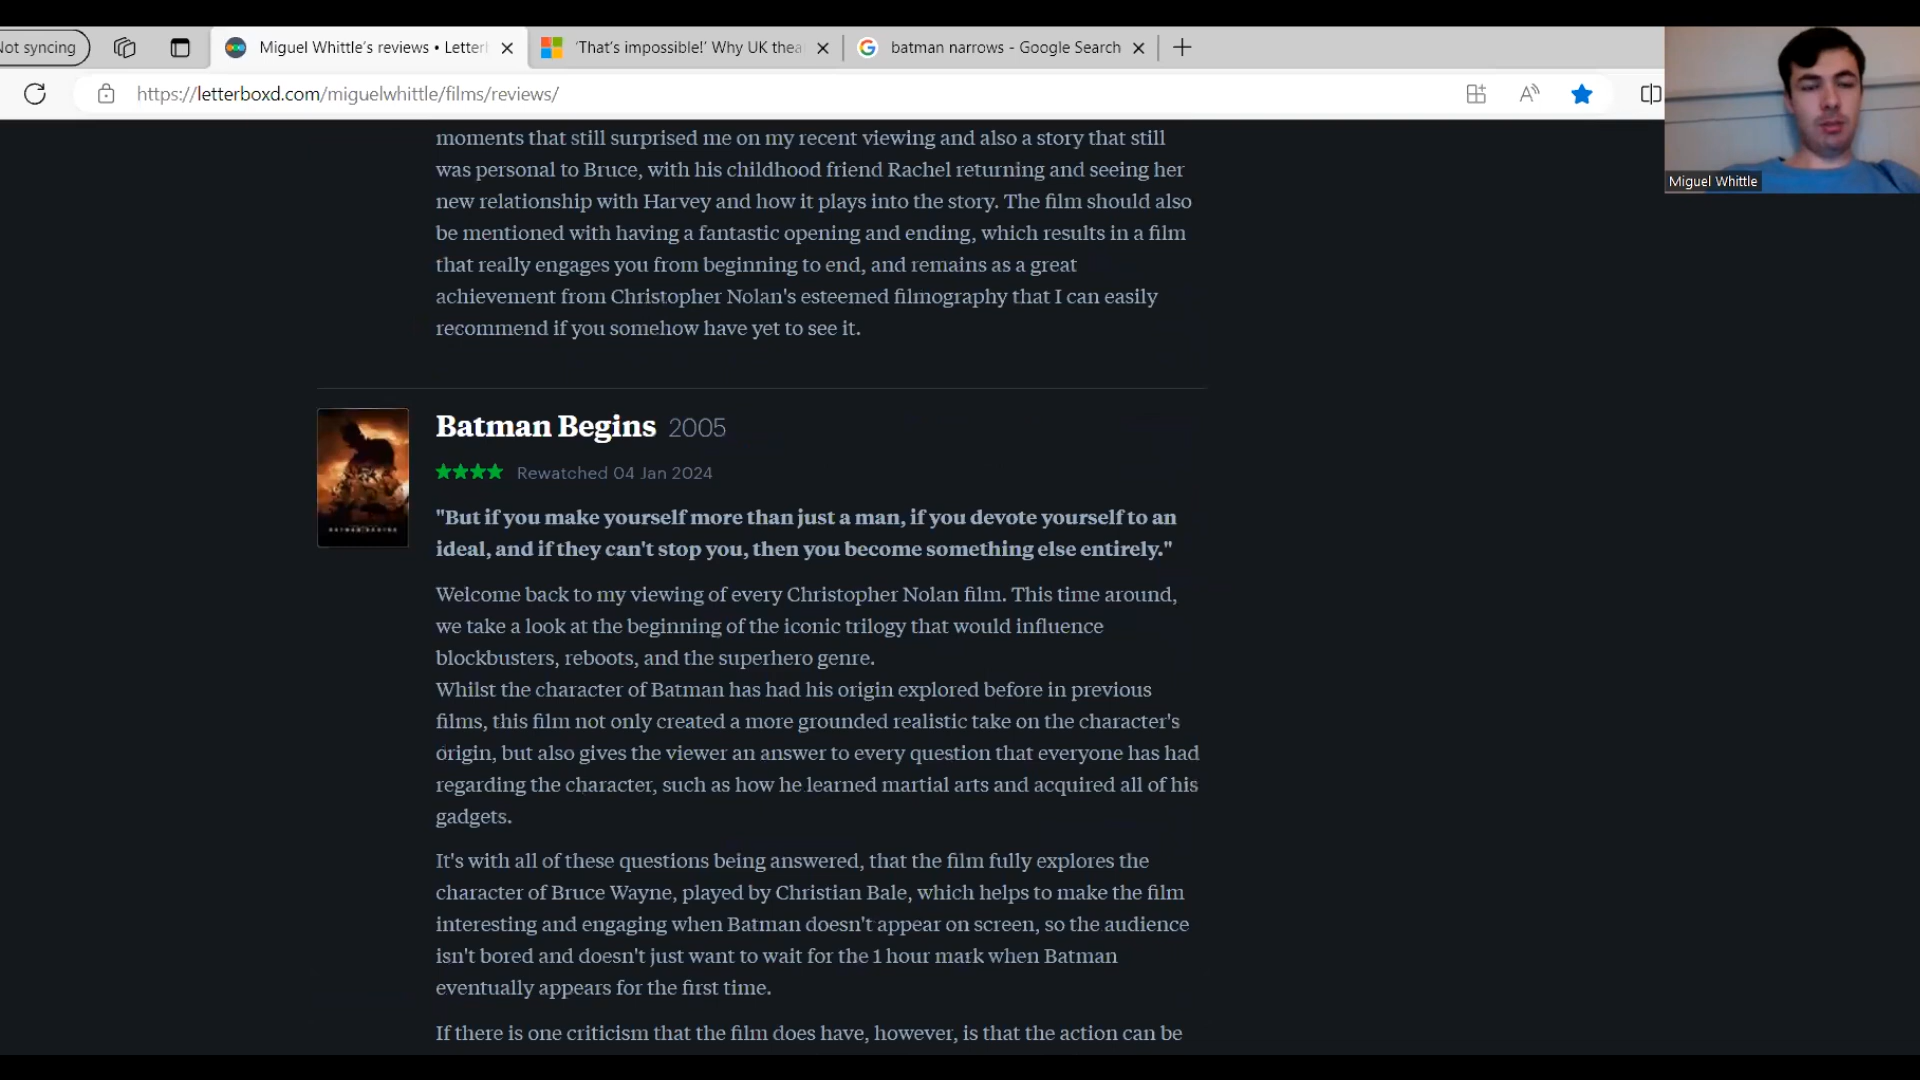 Not syncing
Miguel Whittle's reviews • Letter
'That's impossible!' Why UK thea
batman narrows - Google Search
https://letterboxd.com/miguelwhittle/films/reviews/
Miguel Whittle
moments that still surprised me on my recent viewing and also a story that still
was personal to Bruce, with his childhood friend Rachel returning and seeing her
new relationship with Harvey and how it plays into the story. The film should also
be mentioned with having a fantastic opening and ending, which results in a film
that really engages you from beginning to end, and remains as a great
achievement from Christopher Nolan's esteemed filmography that I can easily
recommend if you somehow have yet to see it.
Batman Begins 2005
★★★★ Rewatched 04 Jan 2024
BATMAN BEGINS
"But if you make yourself more than just a man, if you devote yourself to an
ideal, and if they can't stop you, then you become something else entirely."
Welcome back to my viewing of every Christopher Nolan film. This time around,
we take a look at the beginning of the iconic trilogy that would influence
blockbusters, reboots, and the superhero genre.
Whilst the character of Batman has had his origin explored before in previous
films, this film not only created a more grounded realistic take on the character's
origin, but also gives the viewer an answer to every question that everyone has had
regarding the character, such as how he learned martial arts and acquired all of his
gadgets.
It's with all of these questions being answered, that the film fully explores the
character of Bruce Wayne, played by Christian Bale, which helps to make the film
interesting and engaging when Batman doesn't appear on screen, so the audience
isn't bored and doesn't just want to wait for the 1 hour mark when Batman
eventually appears for the first time.
If there is one criticism that the film does have, however, is that the action can be